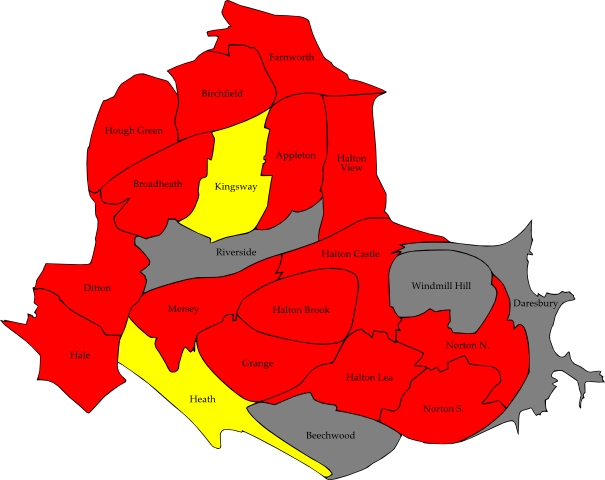 Farnworth
Birchfield
Hough Green
Appleton
Halton
View
Broadheath
Kingsway
Riverside
Halton Castle
Windmill Hill
Ditton
Daresbury
Mersey
Halton Brook
Norton N.
Hale
Grange
Halton Lea
Heath
Norton S.
Beechwood